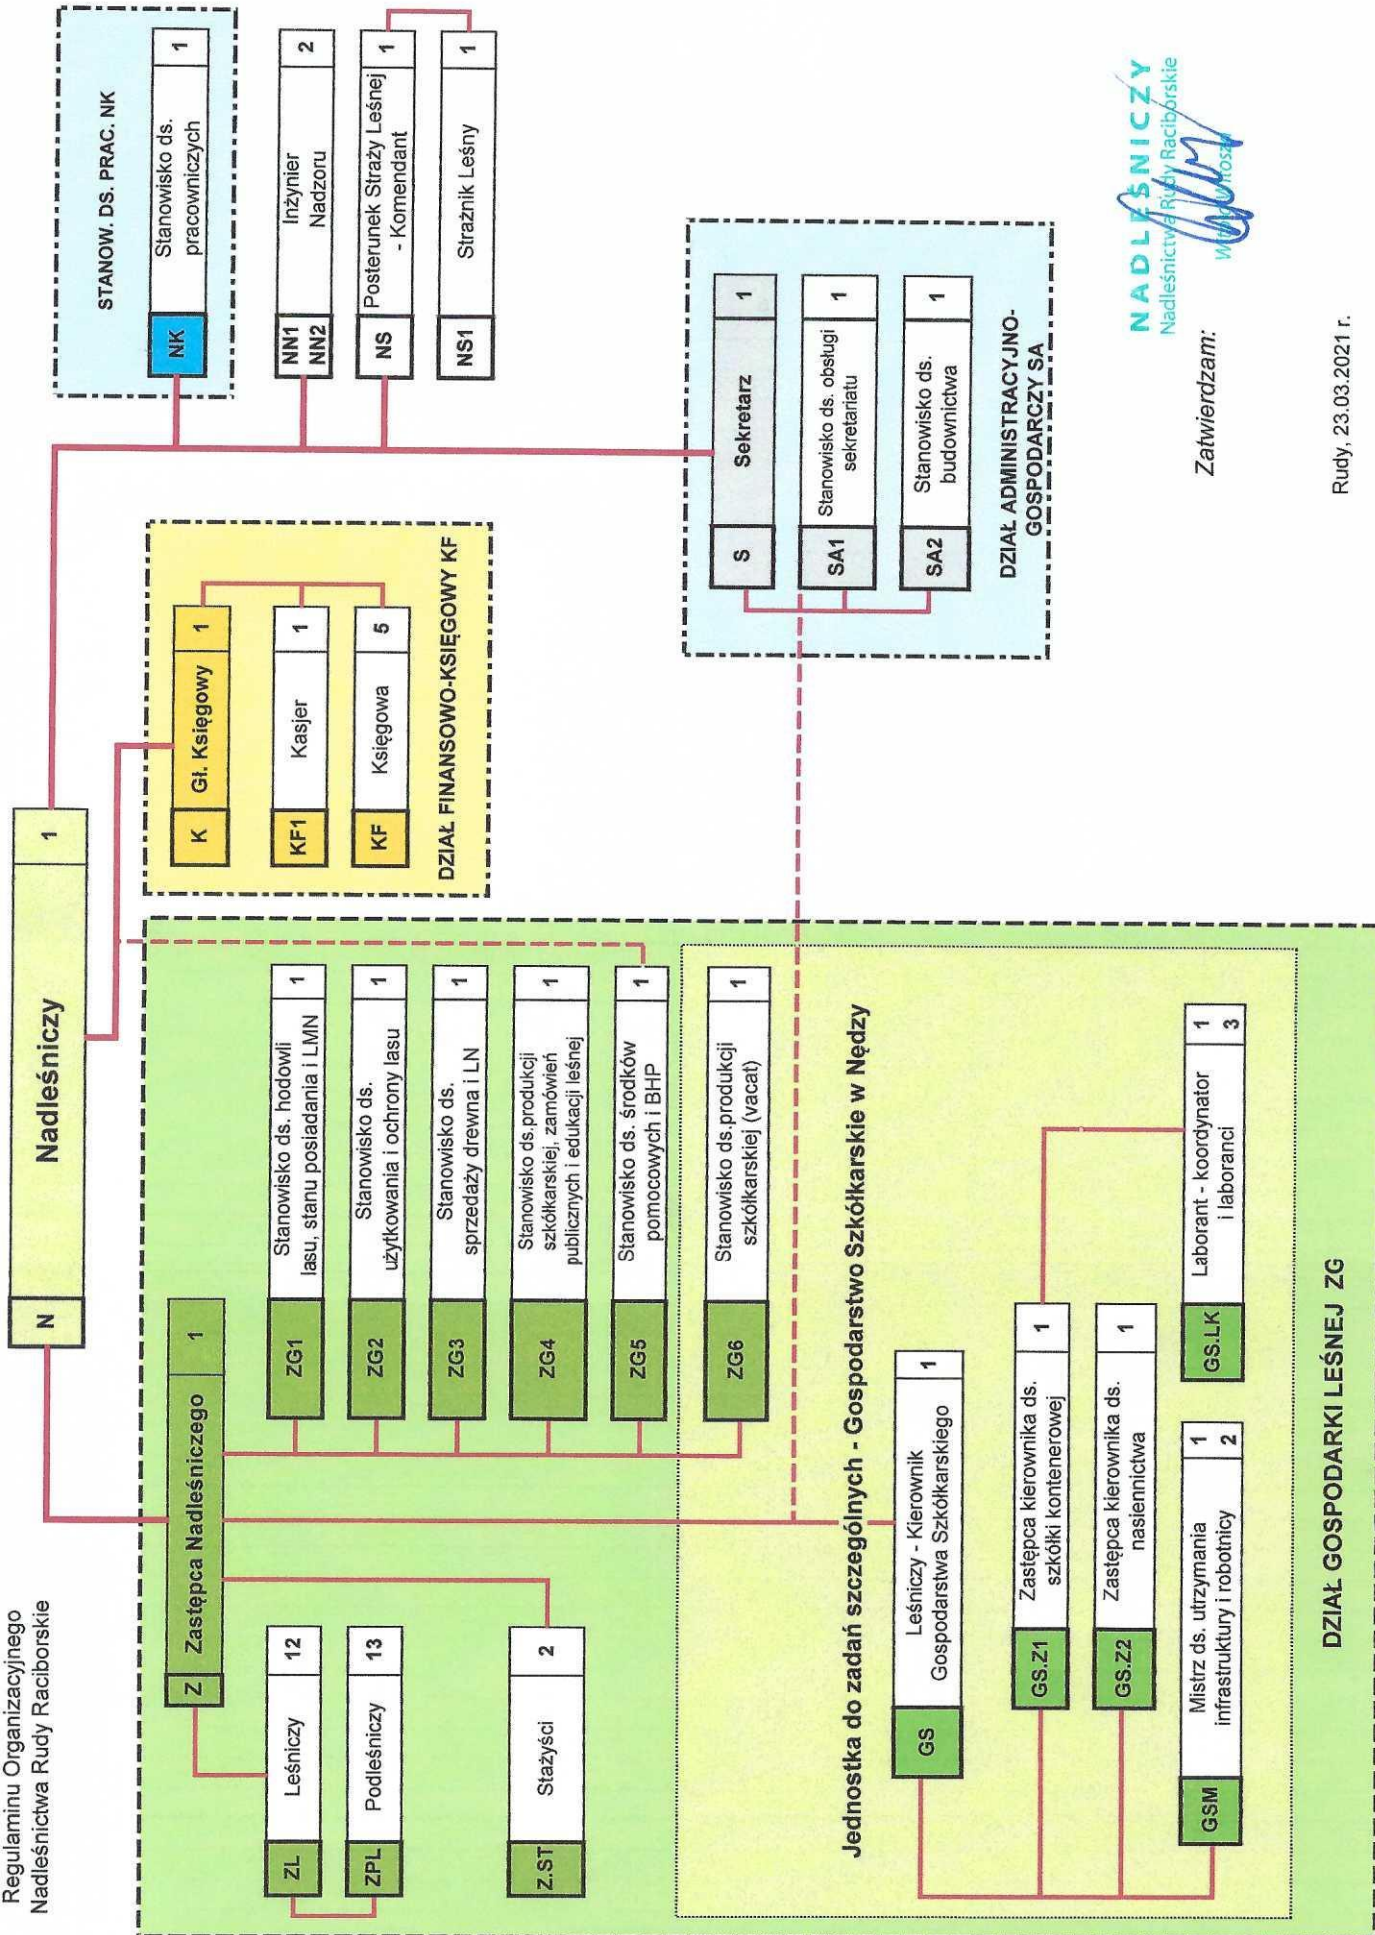 Regulaminu Organizacyjnego
Nadleśnictwa Rudy Raciborskie
N
Nadleśniczy
1
Z
Zastępca Nadleśniczego
1
ZL
Leśniczy
12
ZPL
Podleśniczy
13
Z.ST
Stażyści
2
ZG1
Stanowisko ds. hodowli
lasu, stanu posiadania i LMN
1
ZG2
Stanowisko ds.
użytkowania i ochrony lasu
1
ZG3
Stanowisko ds.
sprzedaży drewna i LN
1
ZG4
Stanowisko ds.produkcji
szkółkarskiej, zamówień
publicznych i edukacji leśnej
1
ZG5
Stanowisko ds. środków
pomocowych i BHP
1
ZG6
Stanowisko ds.produkcji
szkółkarskiej (vacat)
1
Jednostka do zadań szczególnych - Gospodarstwo Szkółkarskie w Nędzy
GS
Leśniczy - Kierownik
Gospodarstwa Szkółkarskiego
1
GS.Z1
Zastępca kierownika ds.
szkółki kontenerowej
1
GS.Z2
Zastępca kierownika ds.
nasiennictwa
1
GSM
Mistrz ds. utrzymania
infrastruktury i robotnicy
1
2
GS.LK
Laborant - koordynator
i laboranci
1
3
DZIAŁ GOSPODARKI LEŚNEJ ZG
K
Gł. Księgowy
1
KF1
Kasjer
1
KF
Księgowa
5
DZIAŁ FINANSOWO-KSIĘGOWY KF
STANOW. DS. PRAC. NK
NK
Stanowisko ds.
pracowniczych
1
NN1
NN2
Inżynier
Nadzoru
2
NS
Posterunek Straży Leśnej
- Komendant
1
NS1
Strażnik Leśny
1
S
Sekretarz
1
SA1
Stanowisko ds. obsługi
sekretariatu
1
SA2
Stanowisko ds.
budownictwa
1
DZIAŁ ADMINISTRACYJNO-
GOSPODARCZY SA
NADLEŚNICZY
Nadleśnictwa Rudy Raciborskie
Zatwierdzam:
Rudy, 23.03.2021 r.